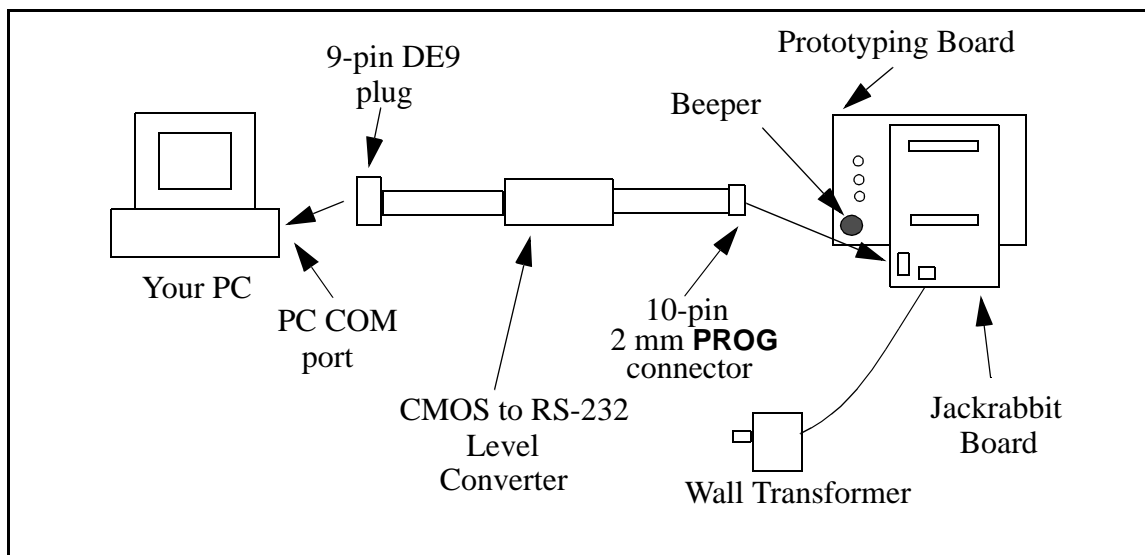 9-pin DE9
plug
Prototyping Board
Beeper
Your PC
PC COM
port
10-pin
2 mm PROG
connector
CMOS to RS-232
Level
Converter
Jackrabbit
Board
Wall Transformer